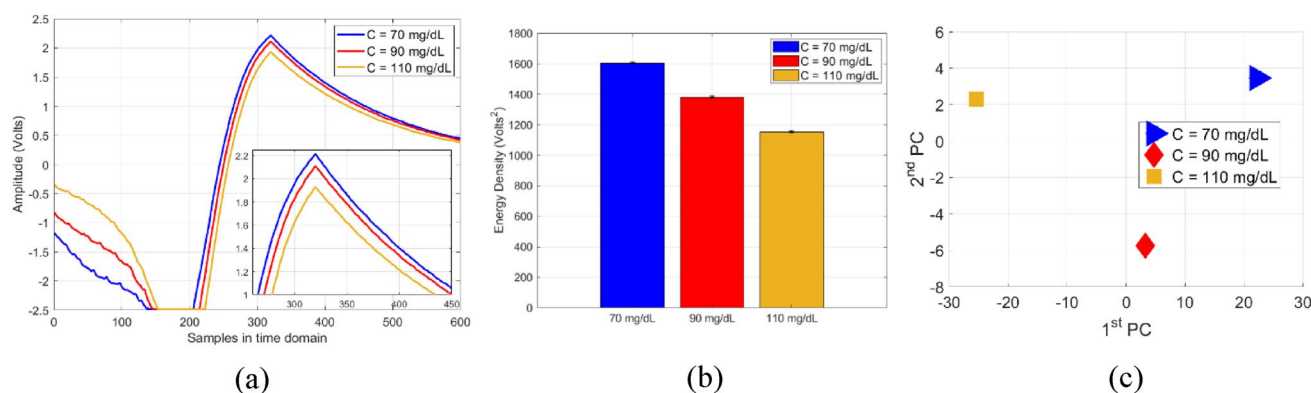 2.5
2
1.5
1
0.5
0
-0.5
-1
-1.5
-2
-2.5
Amplitude (Volts)
C = 70 mg/dL
C = 90 mg/dL
C = 110 mg/dL
2.2
2
1.8
1.6
1.4
1.2
1
300 350 400 450
0 100 200 300 400 500 600
Samples in time domain
(a)
1800
1600
1400
1200
1000
800
600
400
200
0
Energy Density (Volts²)
C = 70 mg/dL
C = 90 mg/dL
C = 110 mg/dL
70 mg/dL 90 mg/dL 110 mg/dL
(b)
8
6
4
2
0
-2
-4
-6
-8
2nd PC
C = 70 mg/dL
C = 90 mg/dL
C = 110 mg/dL
-30 -20 -10 0 10 20 30
1st PC
(c)